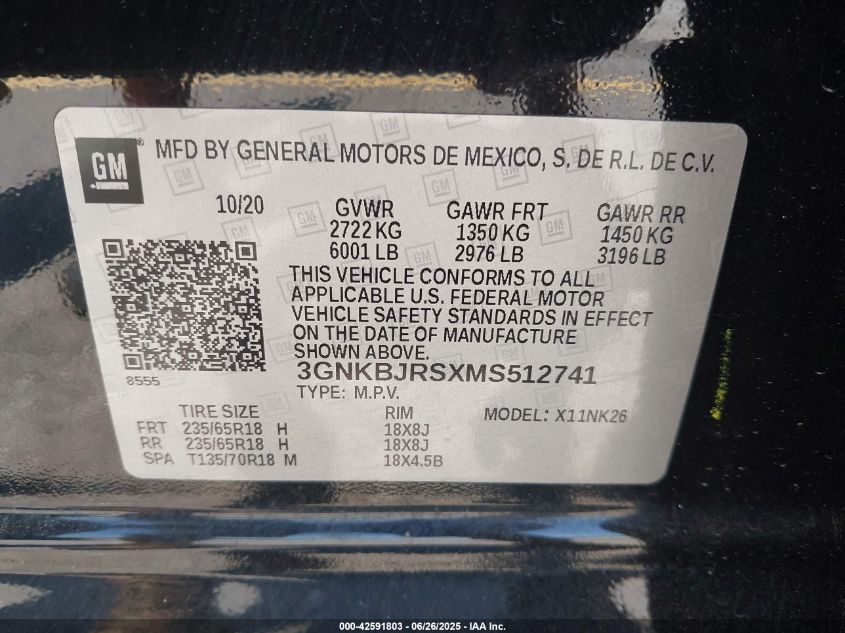 GM ® MFD BY GENERAL MOTORS DE MEXICO, S. DE R.L. DE C.V.
10/20 GVWR GAWR FRT GAWR RR
2722 KG 1350 KG 1450 KG
6001 LB 2976 LB 3196 LB
THIS VEHICLE CONFORMS TO ALL
APPLICABLE U.S. FEDERAL MOTOR
VEHICLE SAFETY STANDARDS IN EFFECT
ON THE DATE OF MANUFACTURE
SHOWN ABOVE.
8555
3GNKBJRSXMS512741
TYPE: M.P.V.
TIRE SIZE RIM MODEL: X11NK26
FRT 235/65R18 H 18X8J
RR 235/65R18 H 18X8J
SPA T135/70R18 M 18X4.5B
000-42591803 - 06/26/2025 - IAA Inc.